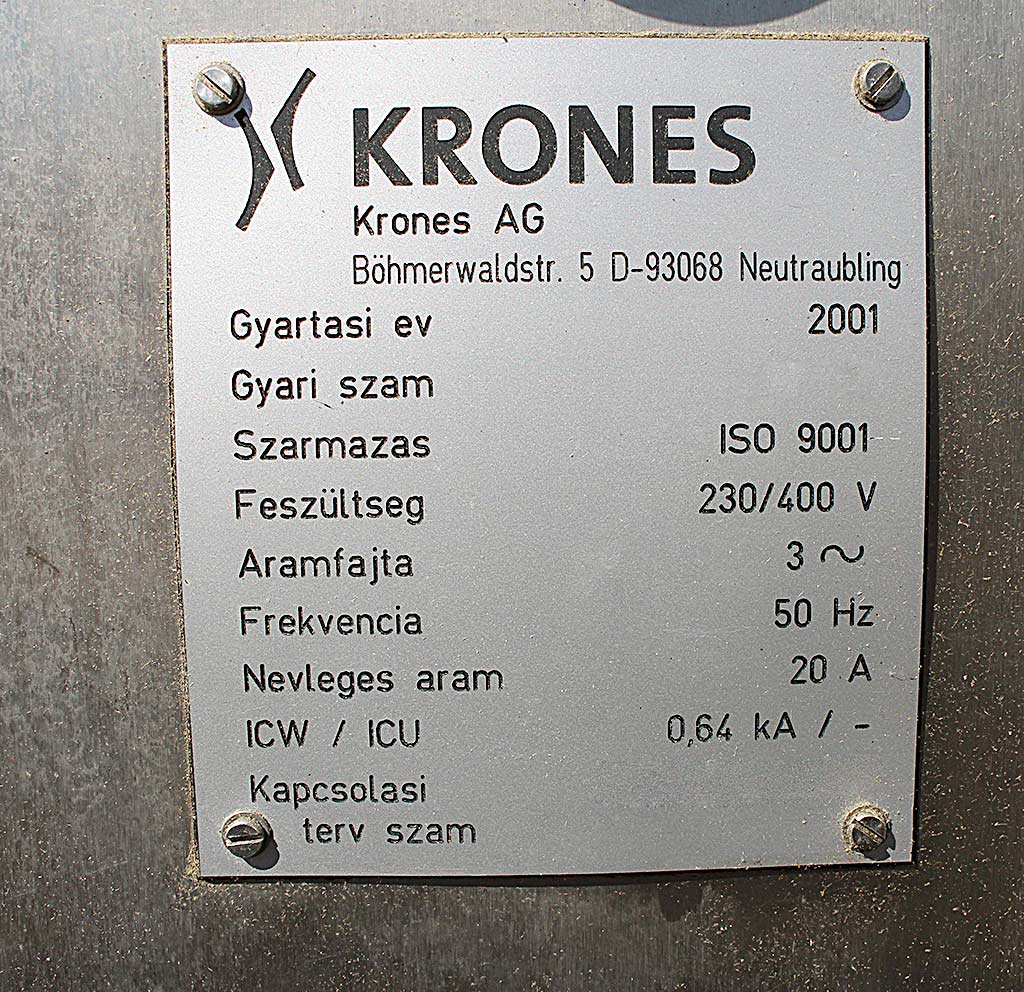 KRONES
Krones AG
Böhmerwaldstr. 5 D-93068 Neutraubling
Gyartasi ev 2001
Gyari szam
Szarmazas ISO 9001
Feszültseg 230/400 V
Aramfajta 3 ~
Frekvencia 50 Hz
Nevleges aram 20 A
ICW / ICU 0,64 kA / -
Kapcsolasi
terv szam